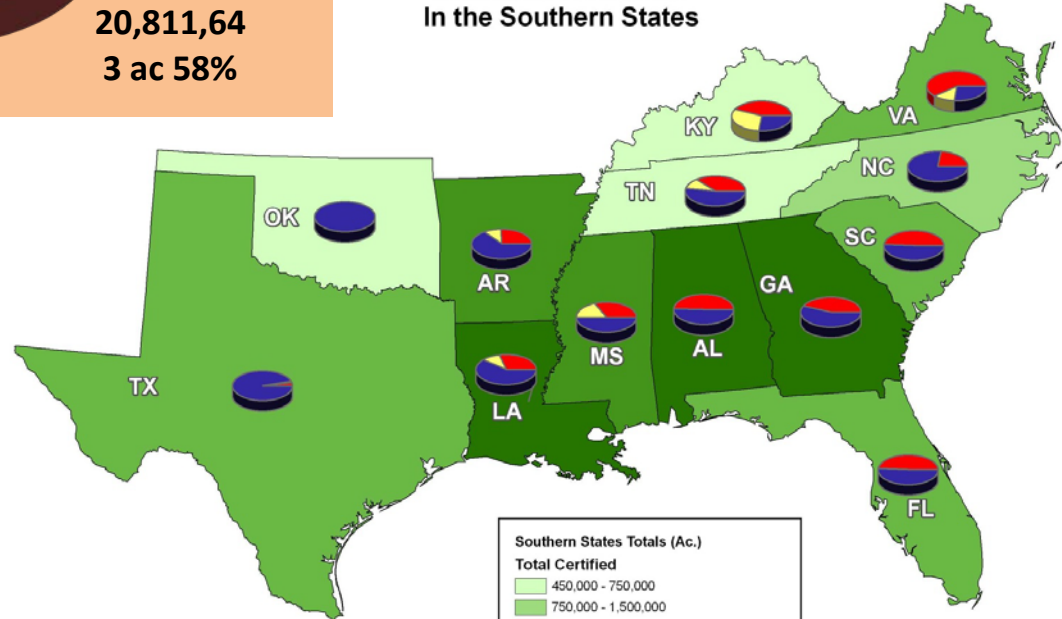 20,811,64
3 ac 58%
In the Southern States
KY
VA
TN
NC
OK
SC
AR
GA
MS
AL
TX
LA
FL
Southern States Totals (Ac.)
Total Certified
450,000 - 750,000
750,000 - 1,500,000